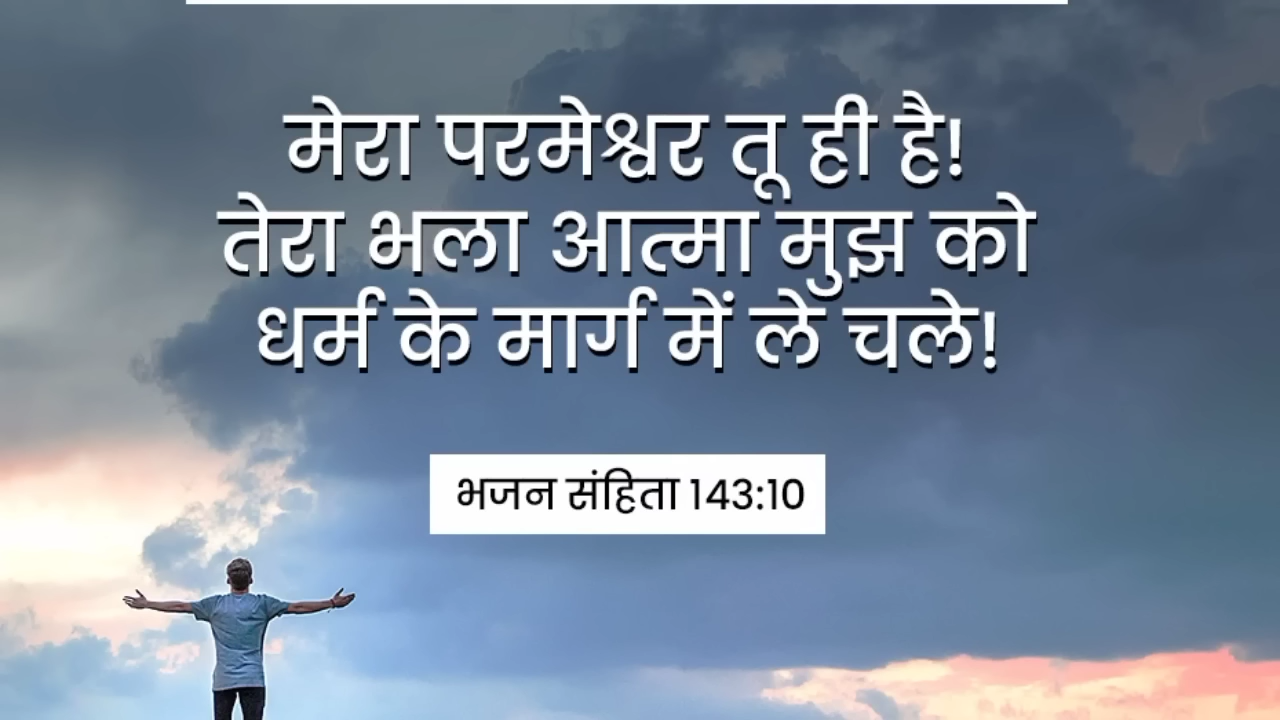 मेरा परमेश्वर तू ही है!
तेरा भला आत्मा मुझ को
धर्म के मार्ग में ले चले!
भजन संहिता 143:10